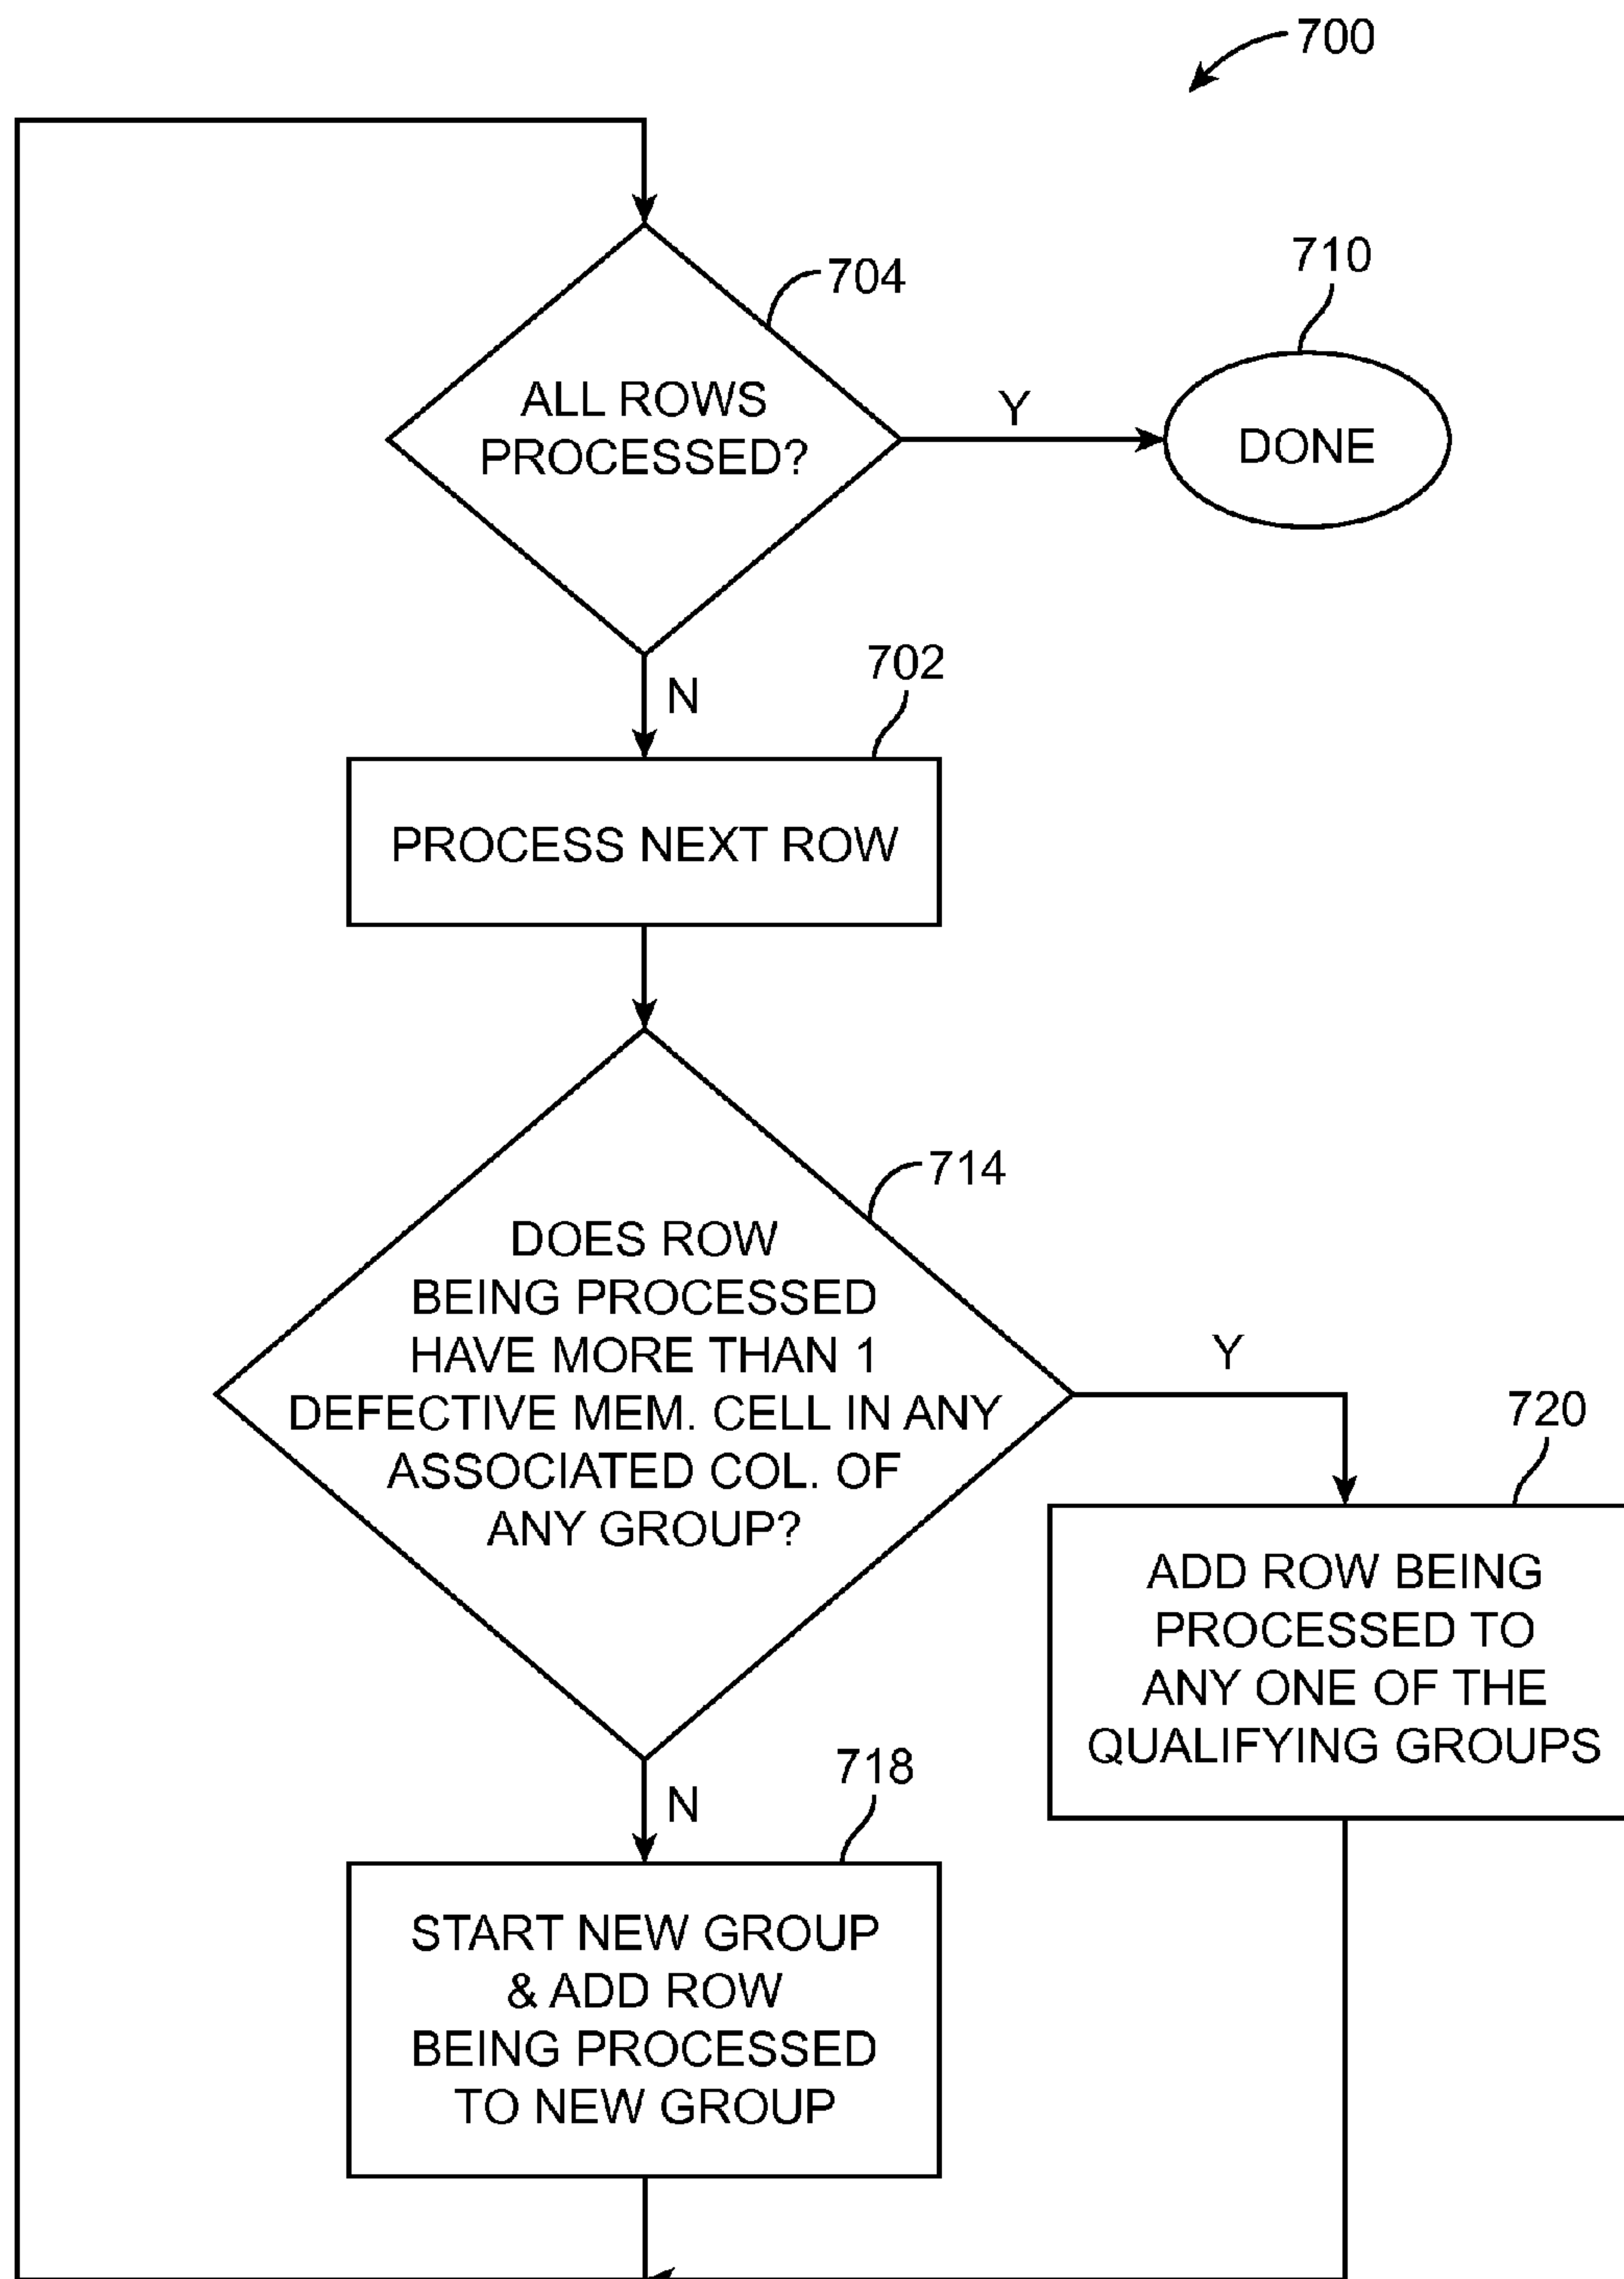 700
704
ALL ROWS
PROCESSED?
Y
710
DONE
N
702
PROCESS NEXT ROW
714
DOES ROW
BEING PROCESSED
HAVE MORE THAN 1
DEFECTIVE MEM. CELL IN ANY
ASSOCIATED COL. OF
ANY GROUP?
Y
720
ADD ROW BEING
PROCESSED TO
ANY ONE OF THE
QUALIFYING GROUPS
N
718
START NEW GROUP
& ADD ROW
BEING PROCESSED
TO NEW GROUP